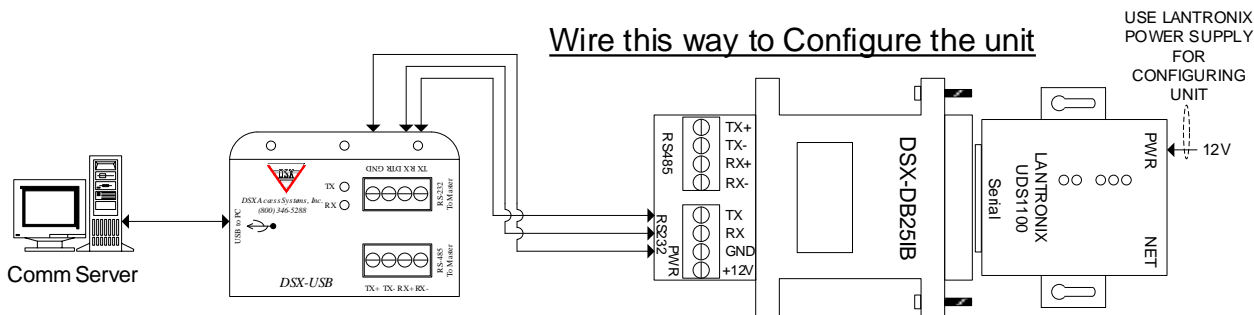 Wire this way to Configure the unit
USE LANTRONIX
POWER SUPPLY
FOR
CONFIGURING
UNIT
Comm Server
USB to PC
DSX
DSX Access Systems, Inc.
(800) 346-5288
TX
RX
GND DTR RX TX
RS-232
To Master
RS-485
To Master
TX+ TX- RX+ RX-
DSX-USB
RS485
TX+
TX-
RX+
RX-
RS232
PWR
TX
RX
GND
+12V
DSX-DB25IB
Serial
LANTRONIX
UDS1100
PWR
NET
12V